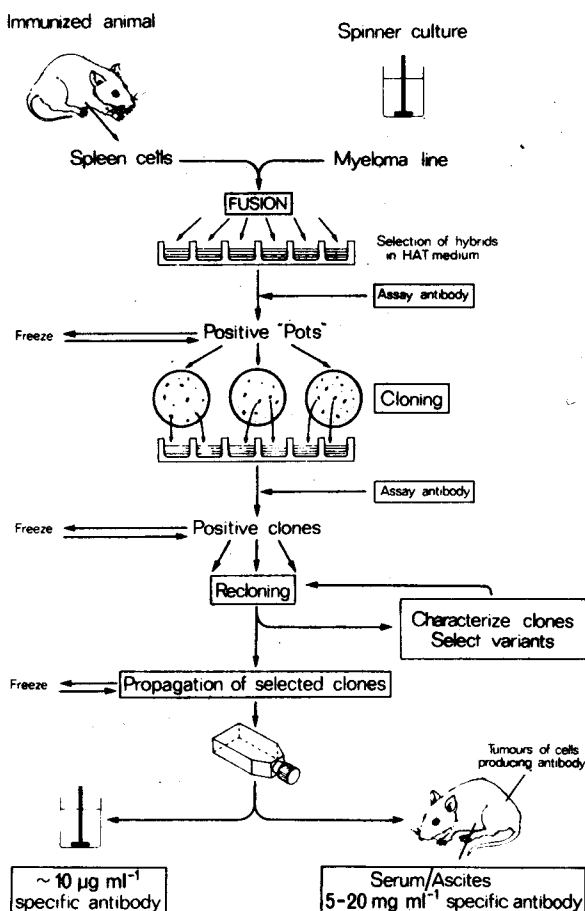 Immunized animal
Spinner culture
Spleen cells
Myeloma line
FUSION
Selection of hybrids
in HAT medium
Assay antibody
Freeze
Positive "Pots"
Cloning
Assay antibody
Freeze
Positive clones
Recloning
Characterize clones
Select variants
Freeze
Propagation of selected clones
Tumours of cells
producing antibody
~ 10 µg ml⁻¹
specific antibody
Serum/Ascites
5-20 mg ml⁻¹ specific antibody